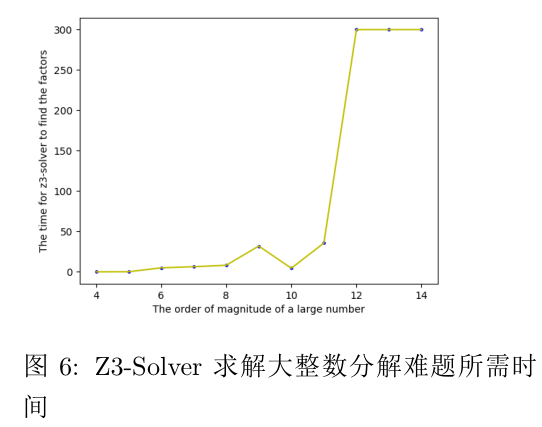 300
250
200
150
100
50
0
The time for z3-solver to find the factors
4 6 8 10 12 14
The order of magnitude of a large number
图 6: Z3-Solver 求解大整数分解难题所需时
间